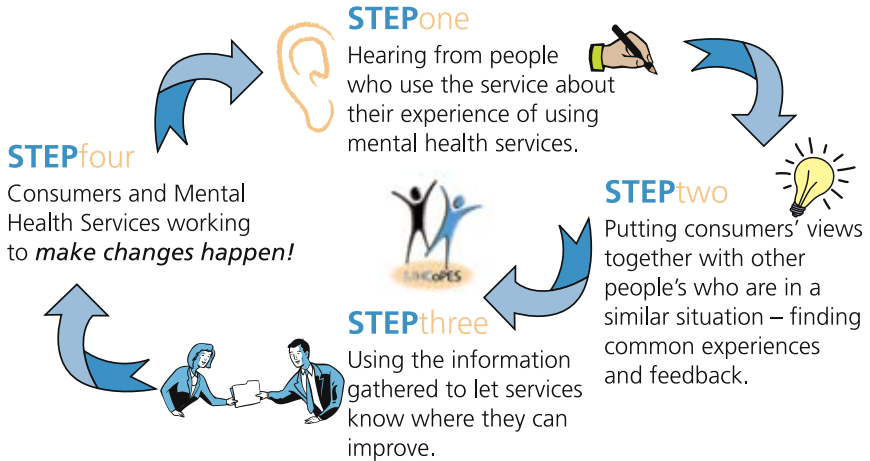 STEPone
Hearing from people
who use the service about
their experience of using
mental health services.
STEPtwo
Putting consumers’ views
together with other
people’s who are in a
similar situation – finding
common experiences
and feedback.
STEPthree
Using the information
gathered to let services
know where they can
improve.
STEPfour
Consumers and Mental
Health Services working
to make changes happen!